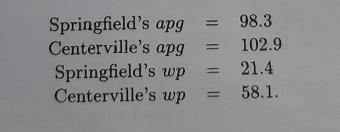 Springfield's apg = 98.3
Centerville's apg = 102.9
Springfield's wp = 21.4
Centerville's wp = 58.1.